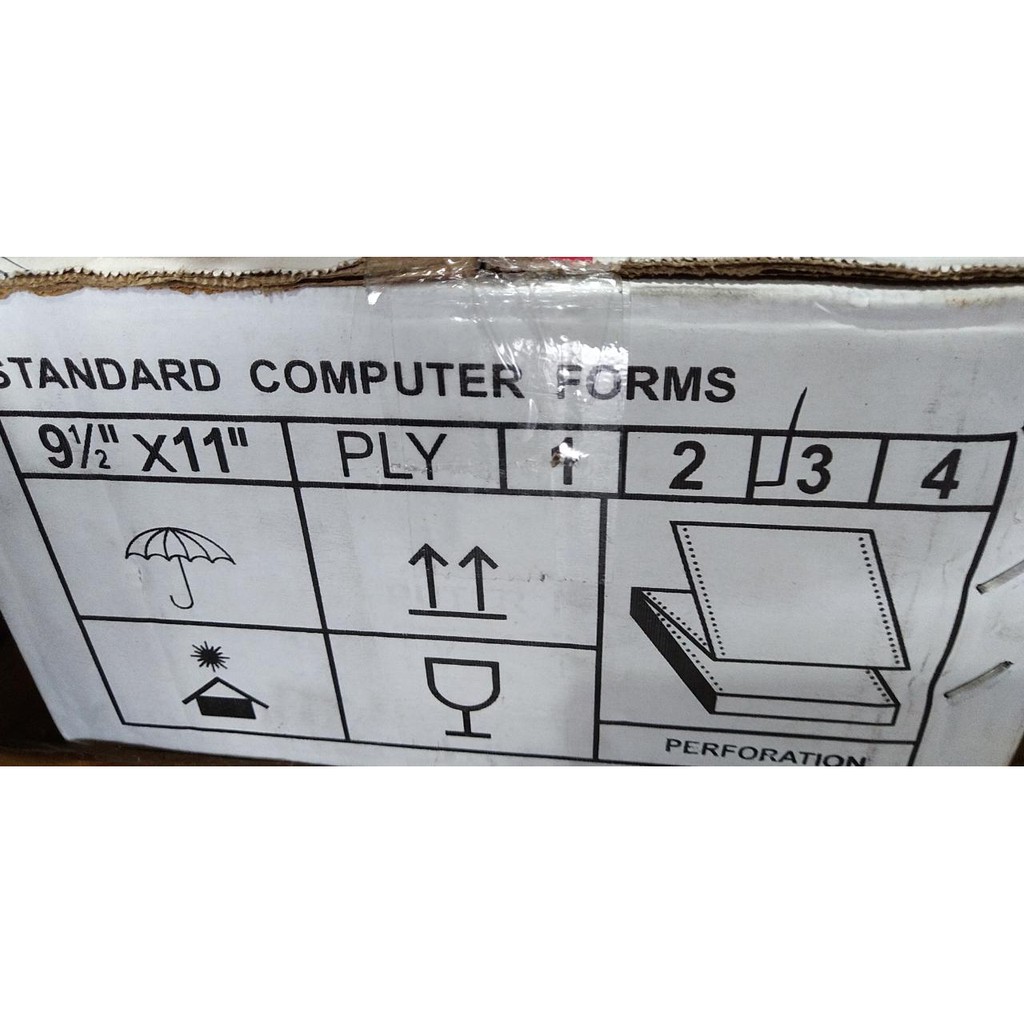 STANDARD COMPUTER FORMS
9½" X11" PLY 1 2 3 4
PERFORATION